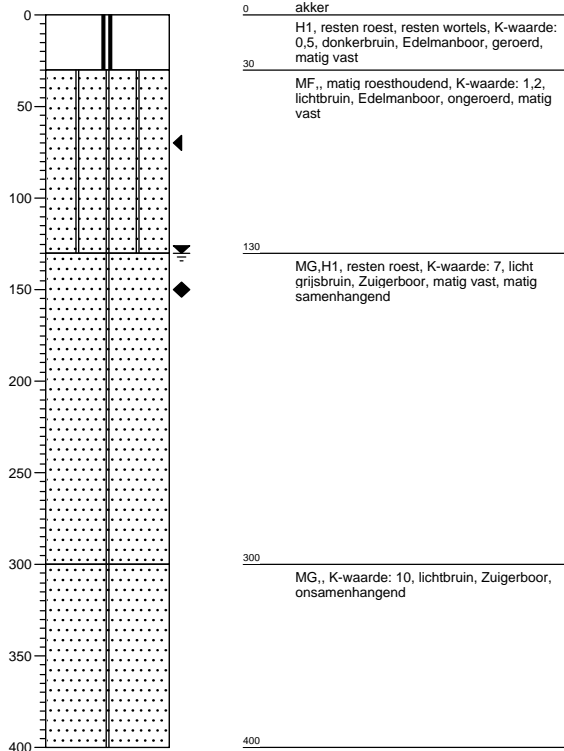 0
50
100
150
200
250
300
350
400
0
akker
H1, resten roest, resten wortels, K-waarde:
0,5, donkerbruin, Edelmanboor, geroerd,
matig vast
30
MF,, matig roesthoudend, K-waarde: 1,2,
lichtbruin, Edelmanboor, ongeroerd, matig
vast
130
MG,H1, resten roest, K-waarde: 7, licht
grijsbruin, Zuigerboor, matig vast, matig
samenhangend
300
MG,, K-waarde: 10, lichtbruin, Zuigerboor,
onsamenhangend
400